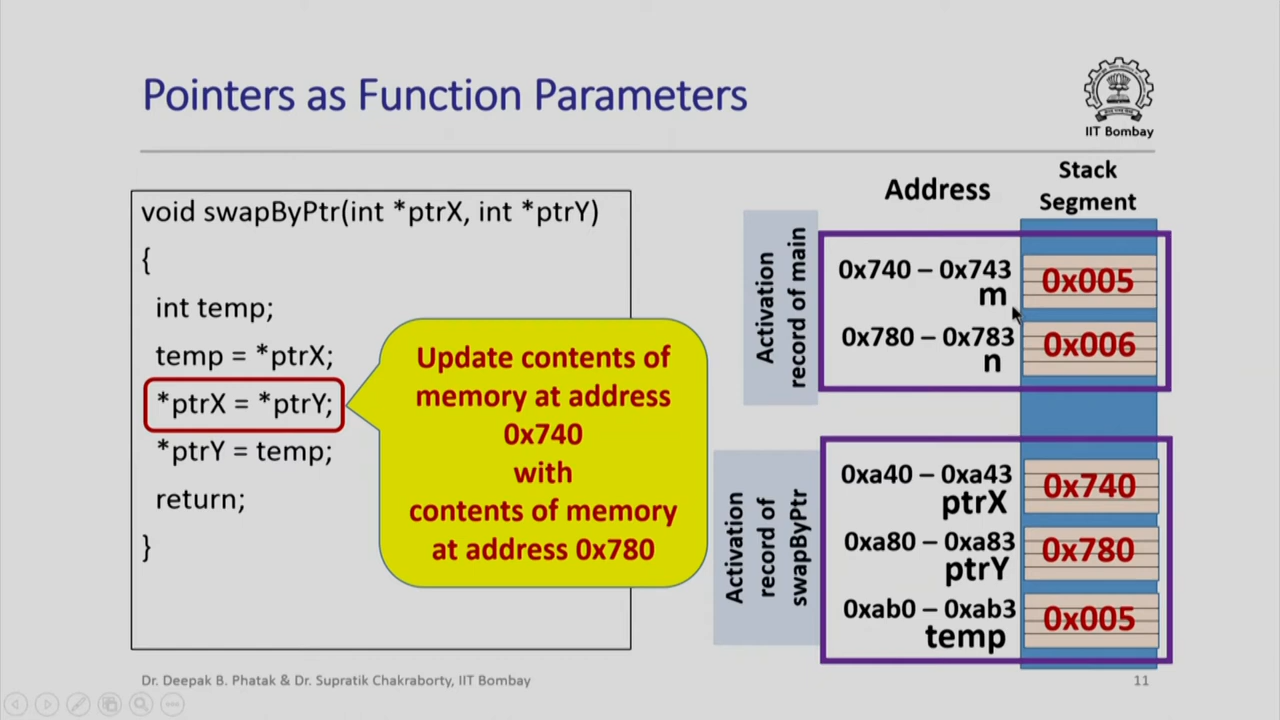 Pointers as Function Parameters
IIT Bombay
void swapByPtr(int *ptrX, int *ptrY)
{
int temp;
temp = *ptrX;
*ptrX = *ptrY;
*ptrY = temp;
return;
}
Update contents of
memory at address
0x740
with
contents of memory
at address 0x780
Address
Stack
Segment
Activation
record of main
0x740 – 0x743
m
0x005
0x780 – 0x783
n
0x006
Activation
record of
swapByPtr
0xa40 – 0xa43
ptrX
0x740
0xa80 – 0xa83
ptrY
0x780
0xab0 – 0xab3
temp
0x005
Dr. Deepak B. Phatak & Dr. Supratik Chakraborty, IIT Bombay
11